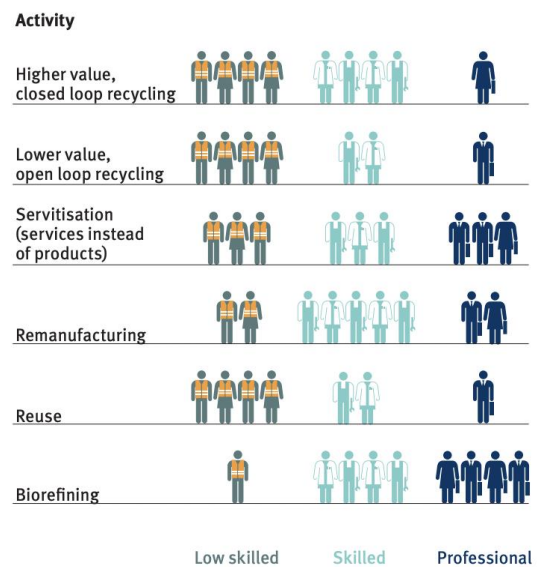 Activity
Higher value,
closed loop recycling
Lower value,
open loop recycling
Servitisation
(services instead
of products)
Remanufacturing
Reuse
Biorefining
Low skilled
Skilled
Professional